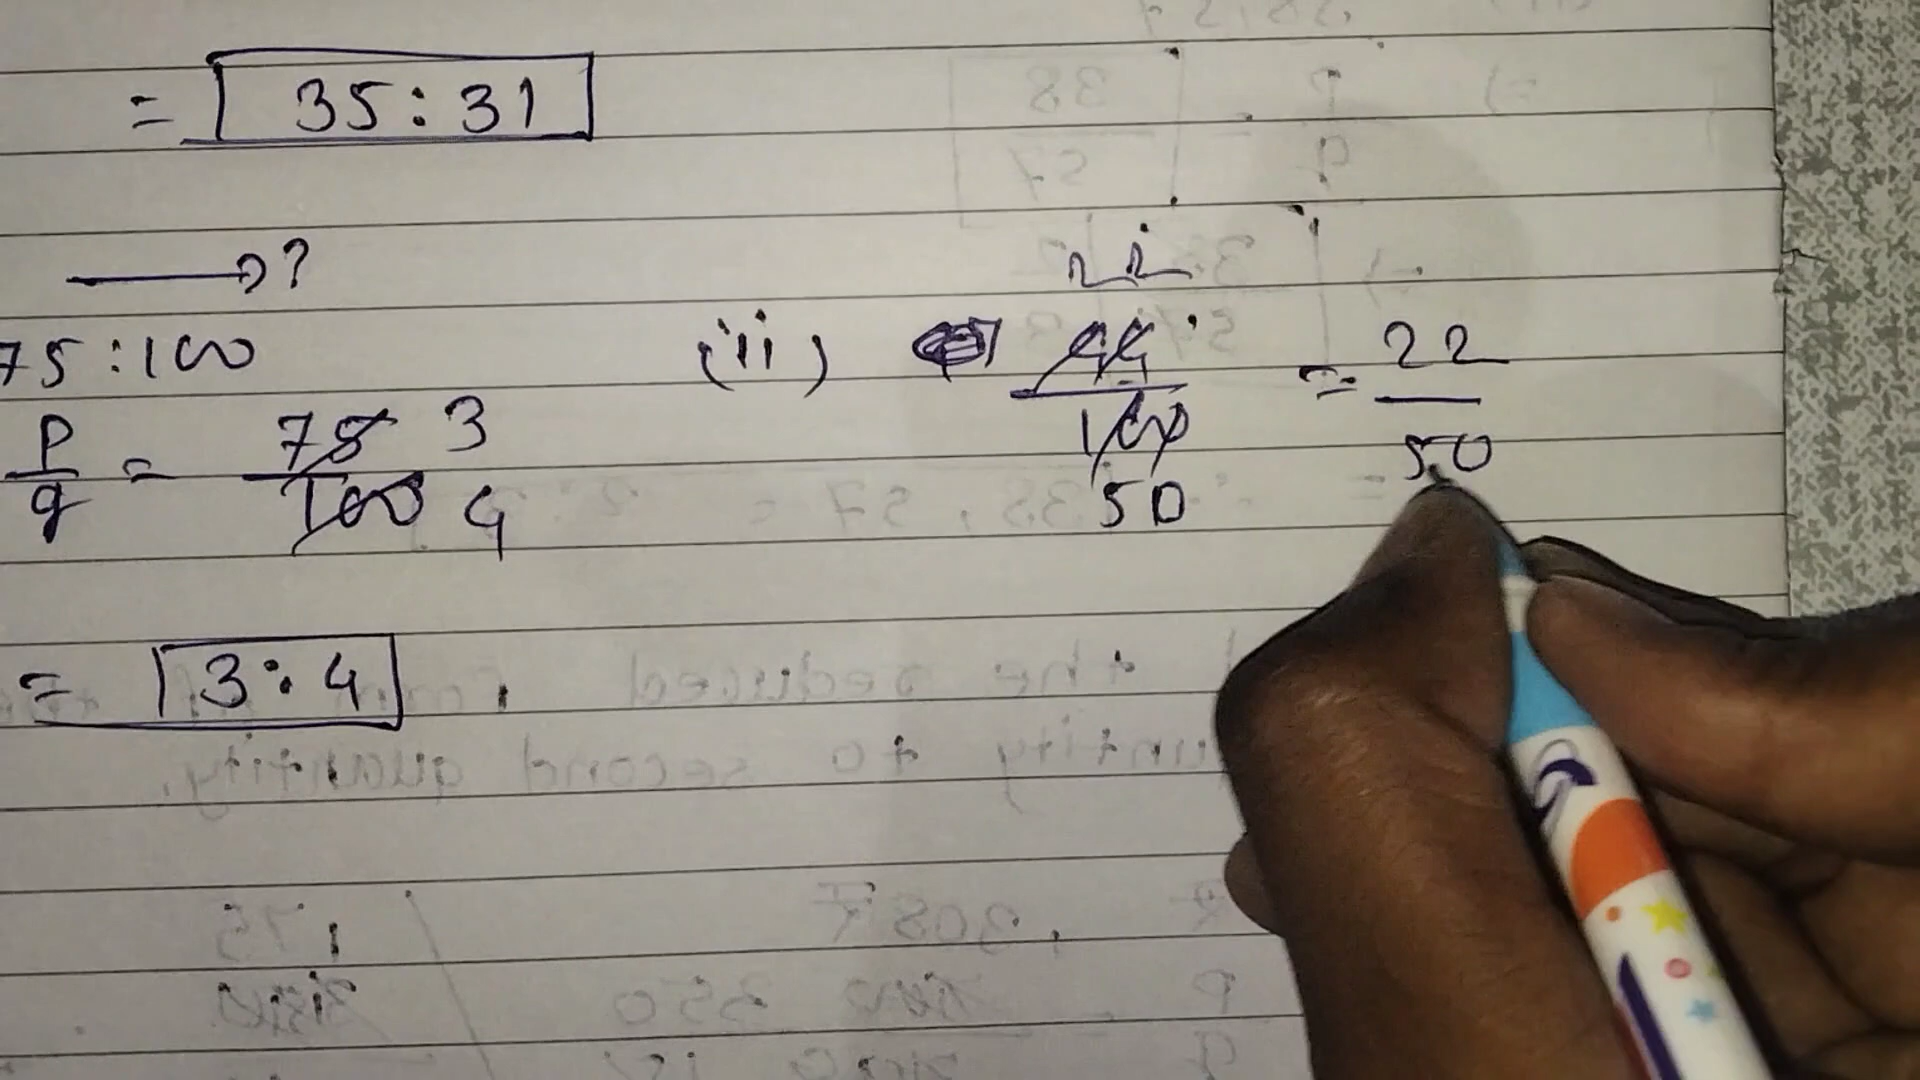 = 35:31
→?
75:100
p/q = 75/100 3/4
= 3:4
(ii) 22
44/100 = 22/50
50